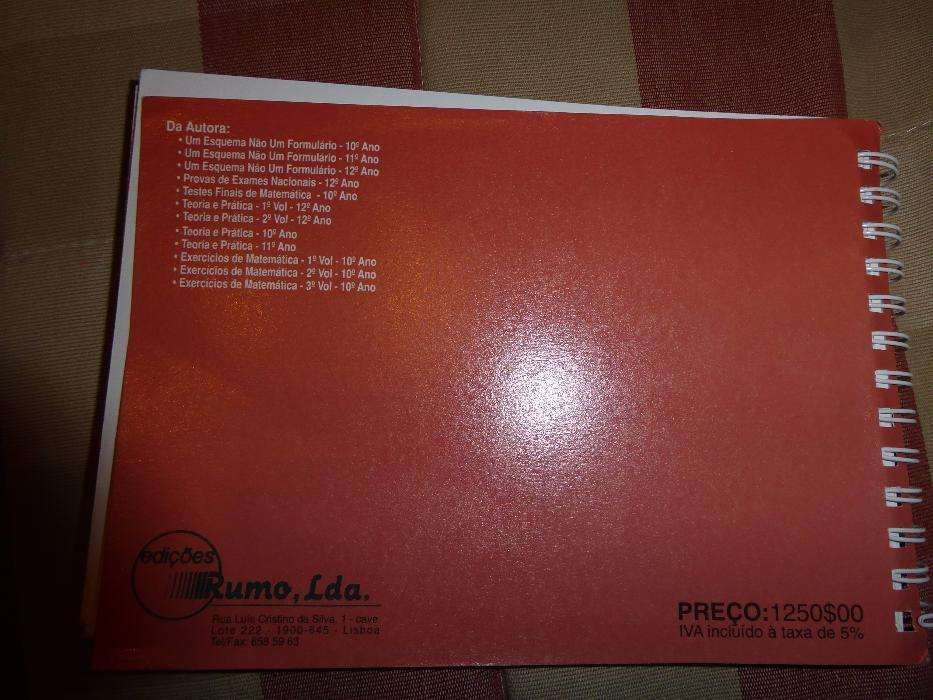 Da Autora:
• Um Esquema Não Um Formulário - 10º Ano
• Um Esquema Não Um Formulário - 11º Ano
• Um Esquema Não Um Formulário - 12º Ano
• Provas de Exames Nacionais - 12º Ano
• Testes Finais de Matemática - 10º Ano
• Teoria e Prática - 1º Vol - 12º Ano
• Teoria e Prática - 2º Vol - 12º Ano
• Teoria e Prática - 10º Ano
• Teoria e Prática - 11º Ano
• Exercícios de Matemática - 1º Vol - 10º Ano
• Exercícios de Matemática - 2º Vol - 10º Ano
• Exercícios de Matemática - 3º Vol - 10º Ano
edições
Rumo, Lda.
Rua Luís Cristino da Silva, 1 - cave
Lote 222 - 1900-645 - Lisboa
Tel/Fax: 858 59 63
PREÇO: 1250$00
IVA incluído à taxa de 5%